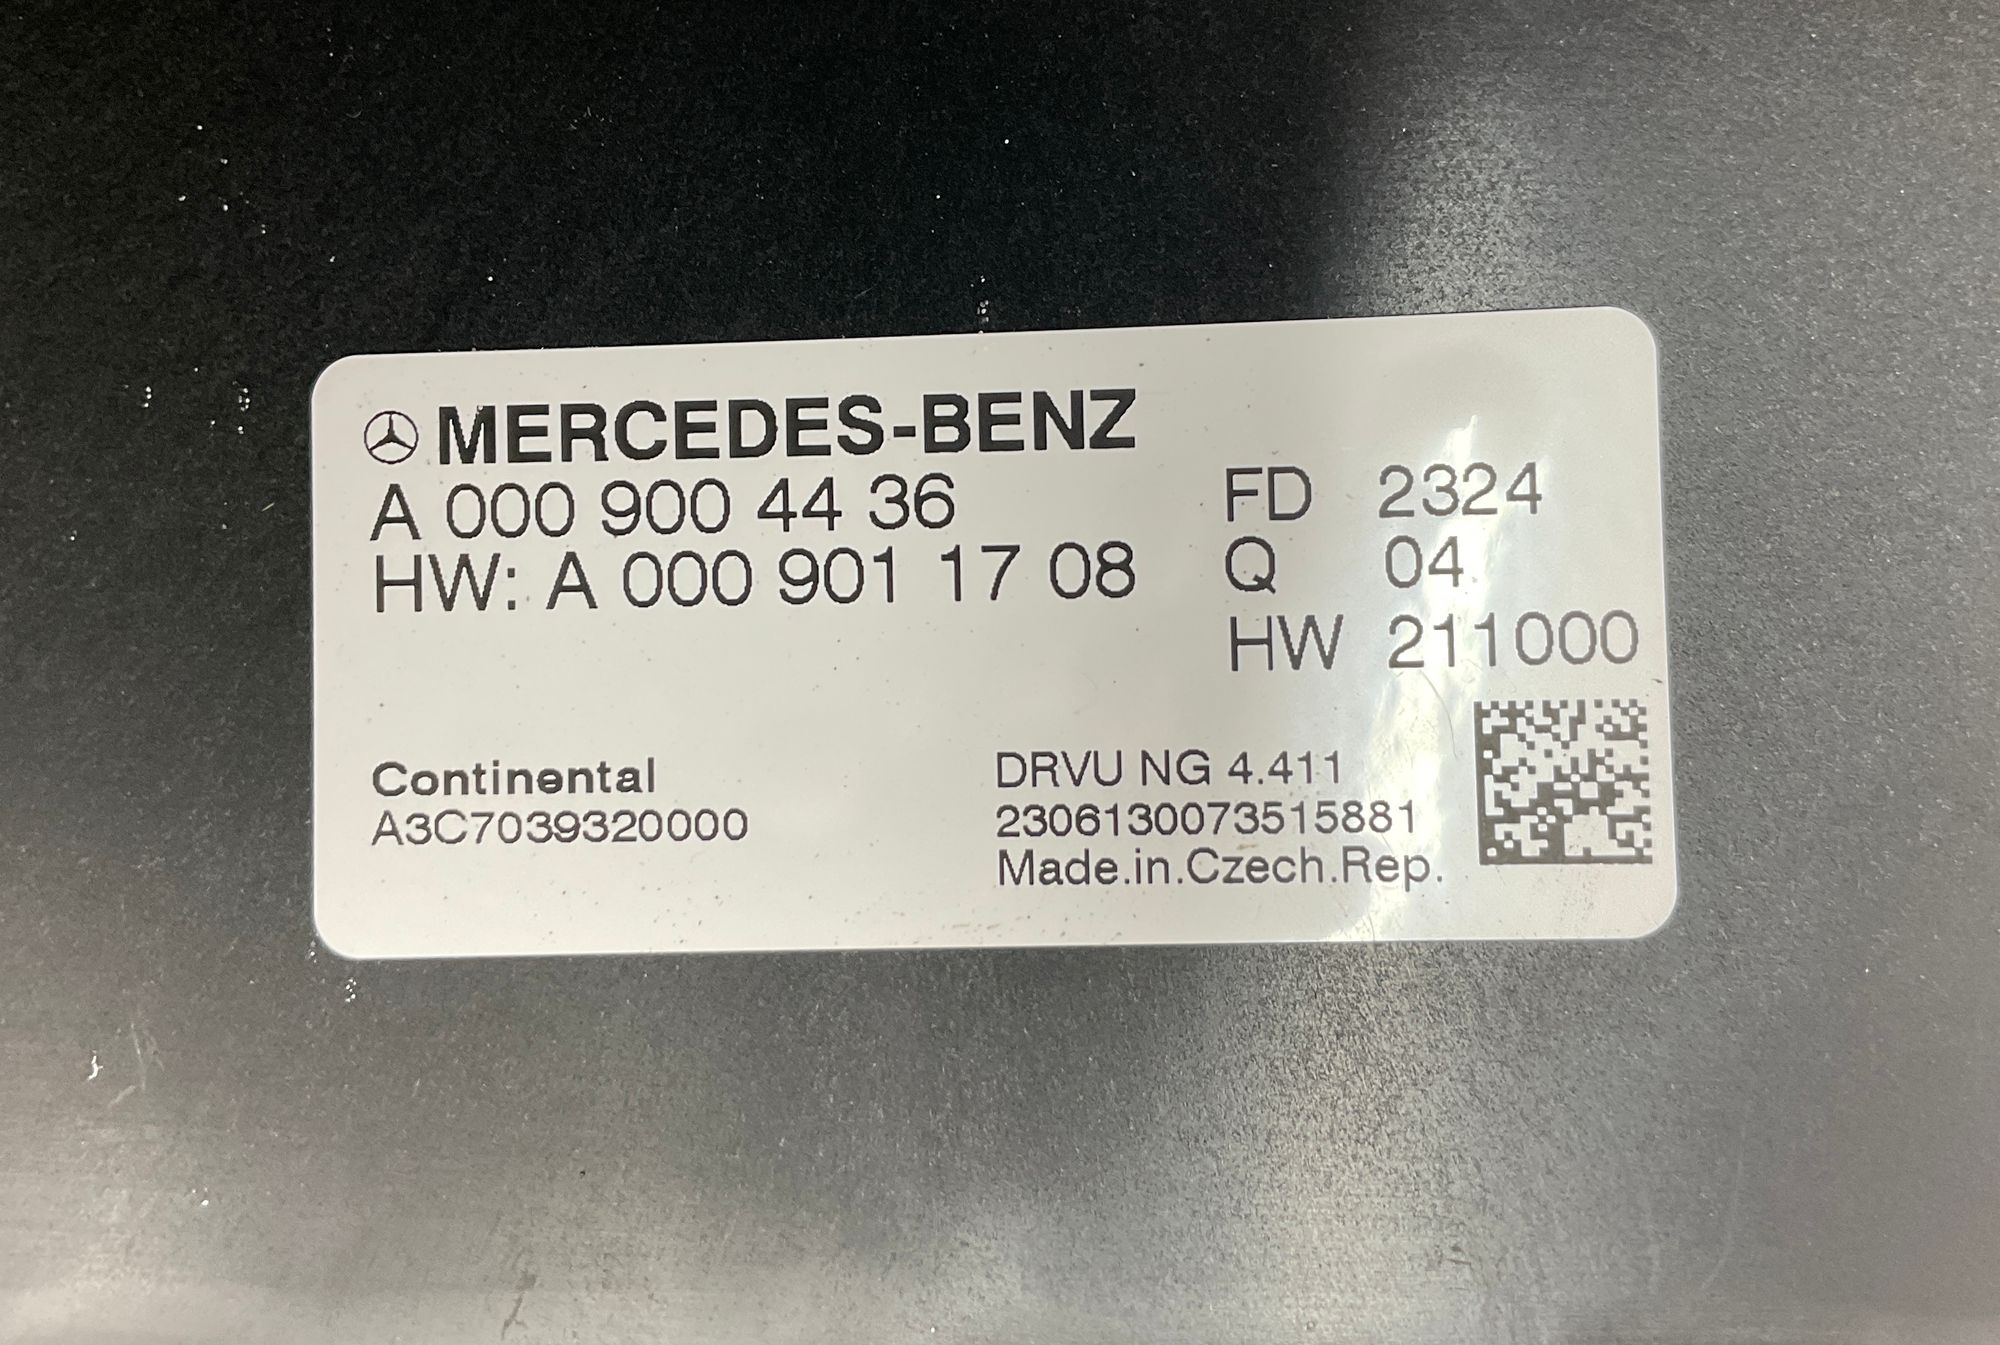 MERCEDES-BENZ
A 000 900 44 36
HW: A 000 901 17 08
FD 2324
Q 04
HW 211000
Continental
A3C7039320000
DRVU NG 4.411
2306130073515881
Made.in.Czech.Rep.